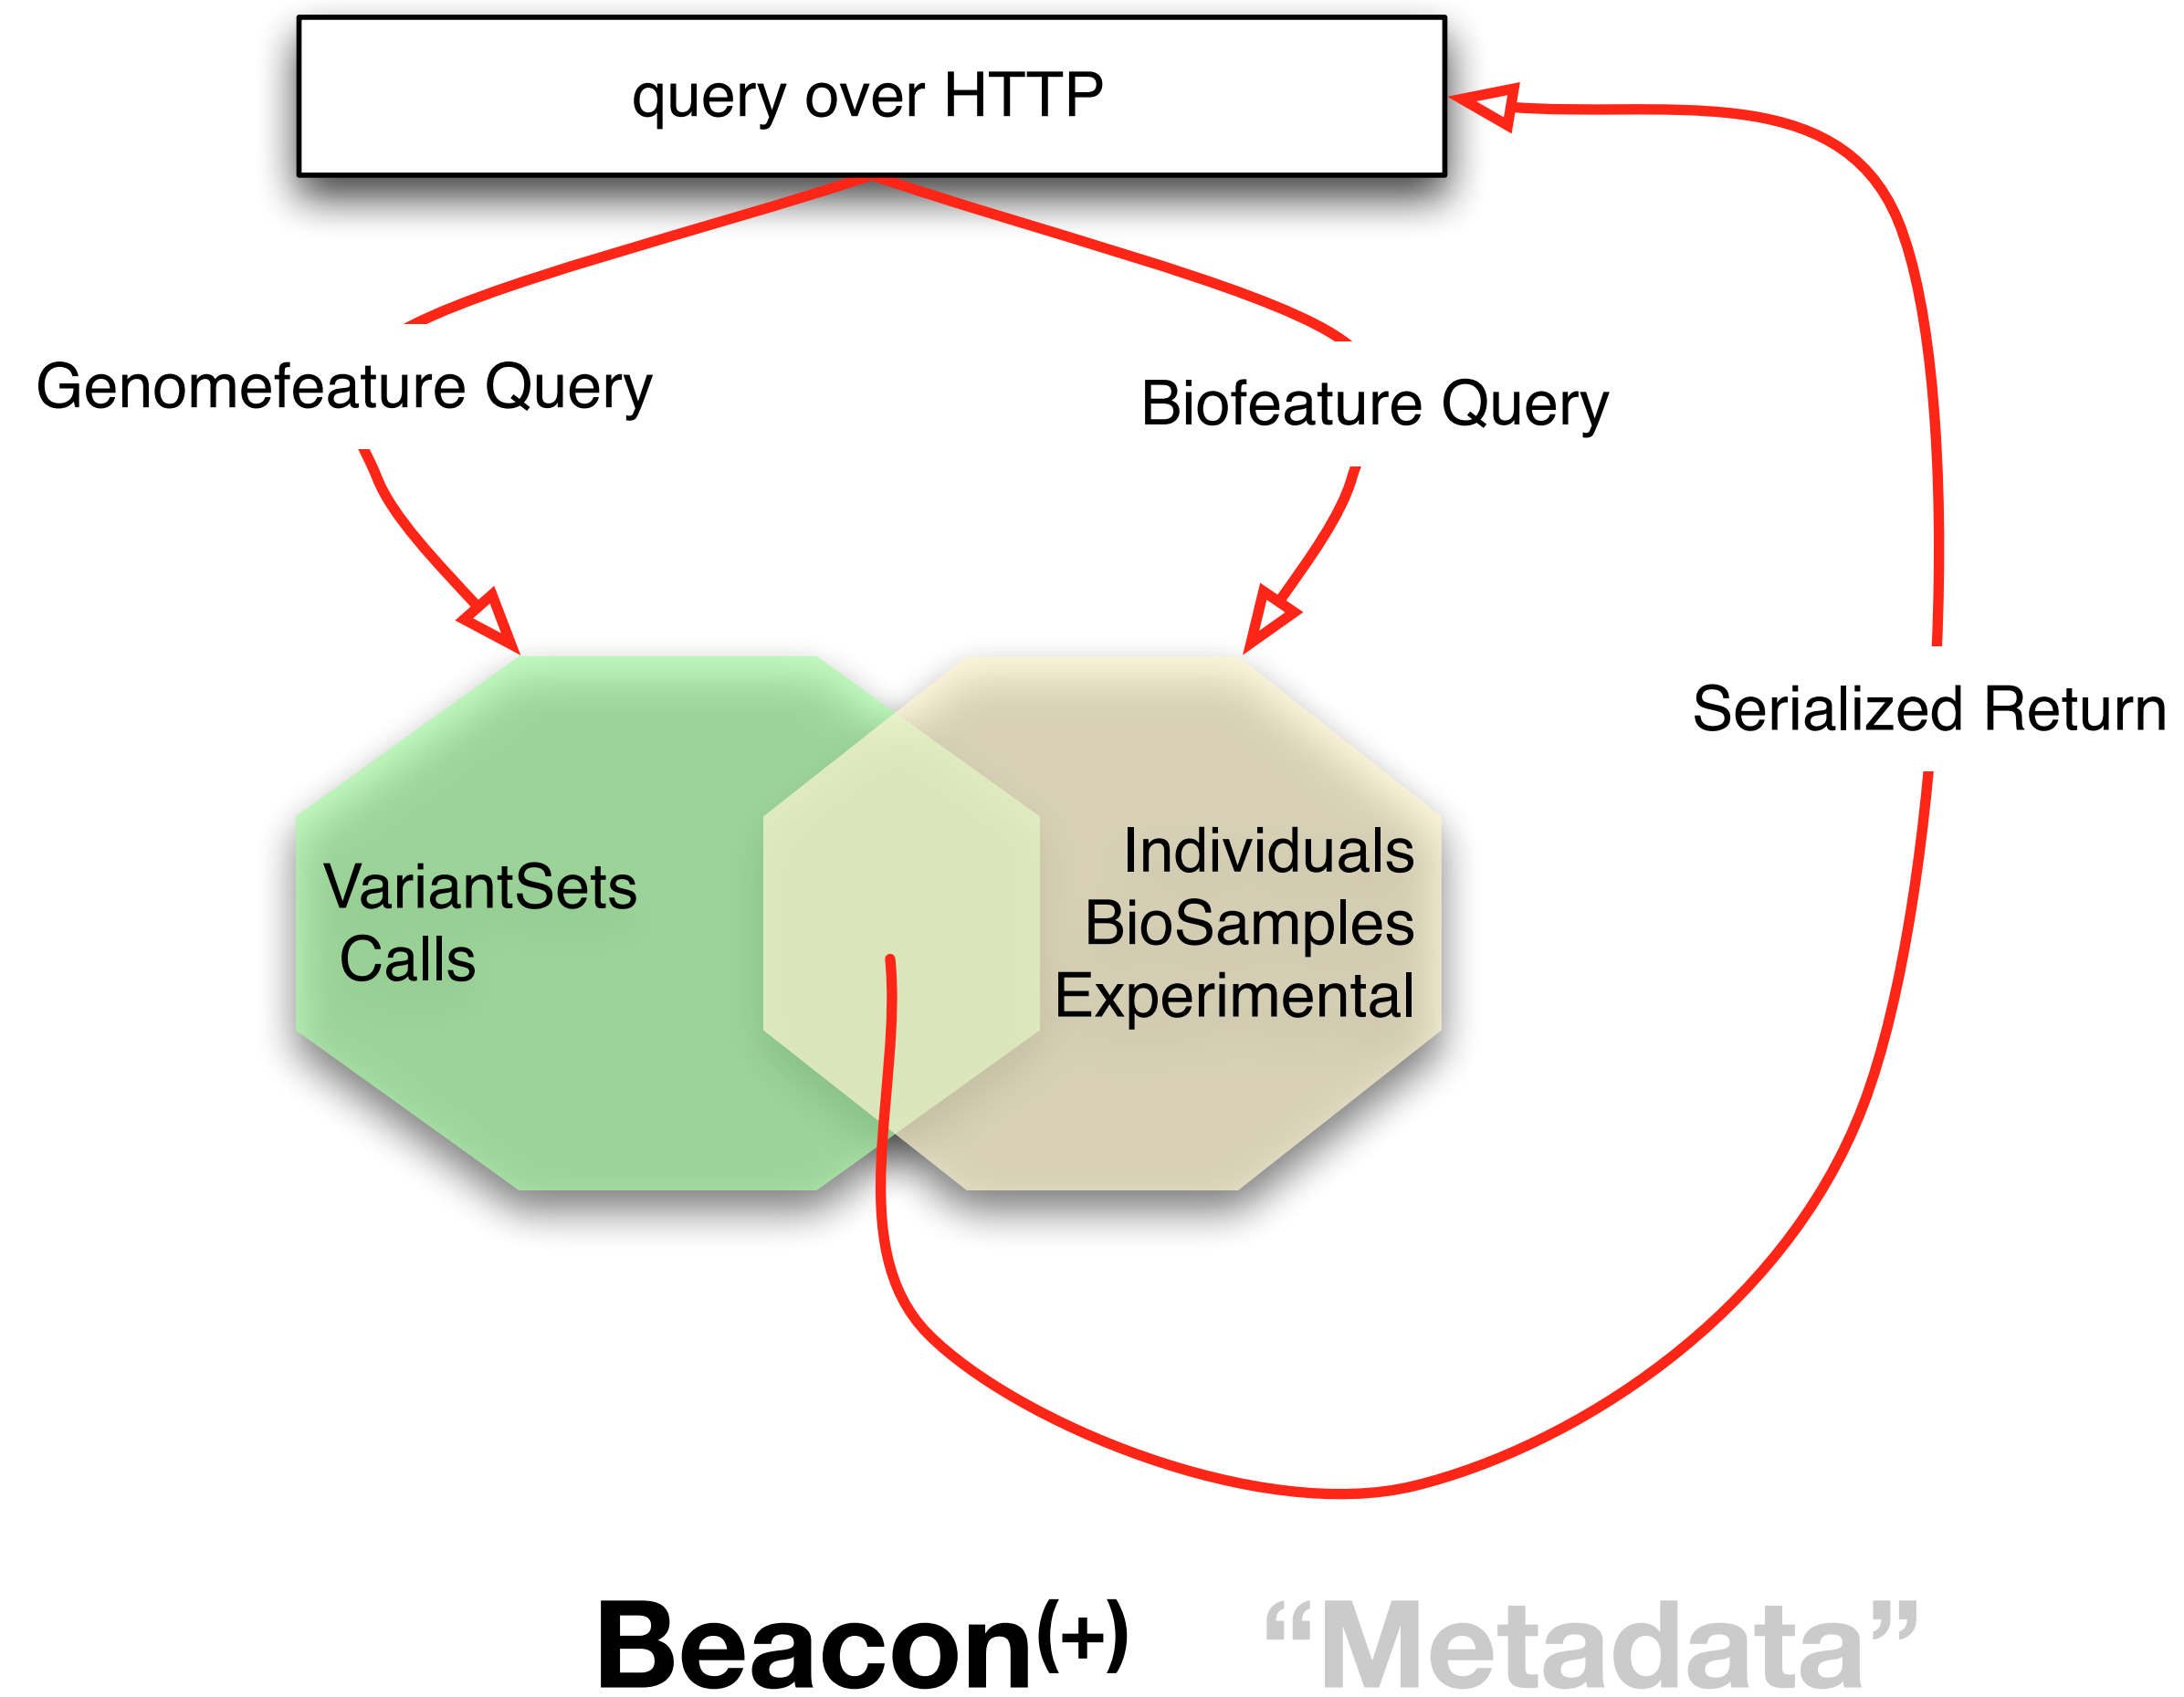 query over HTTP
Genomefeature Query
Biofeature Query
Serialized Return
VariantSets
Calls
Individuals
BioSamples
Experimental
Beacon(+) “Metadata”